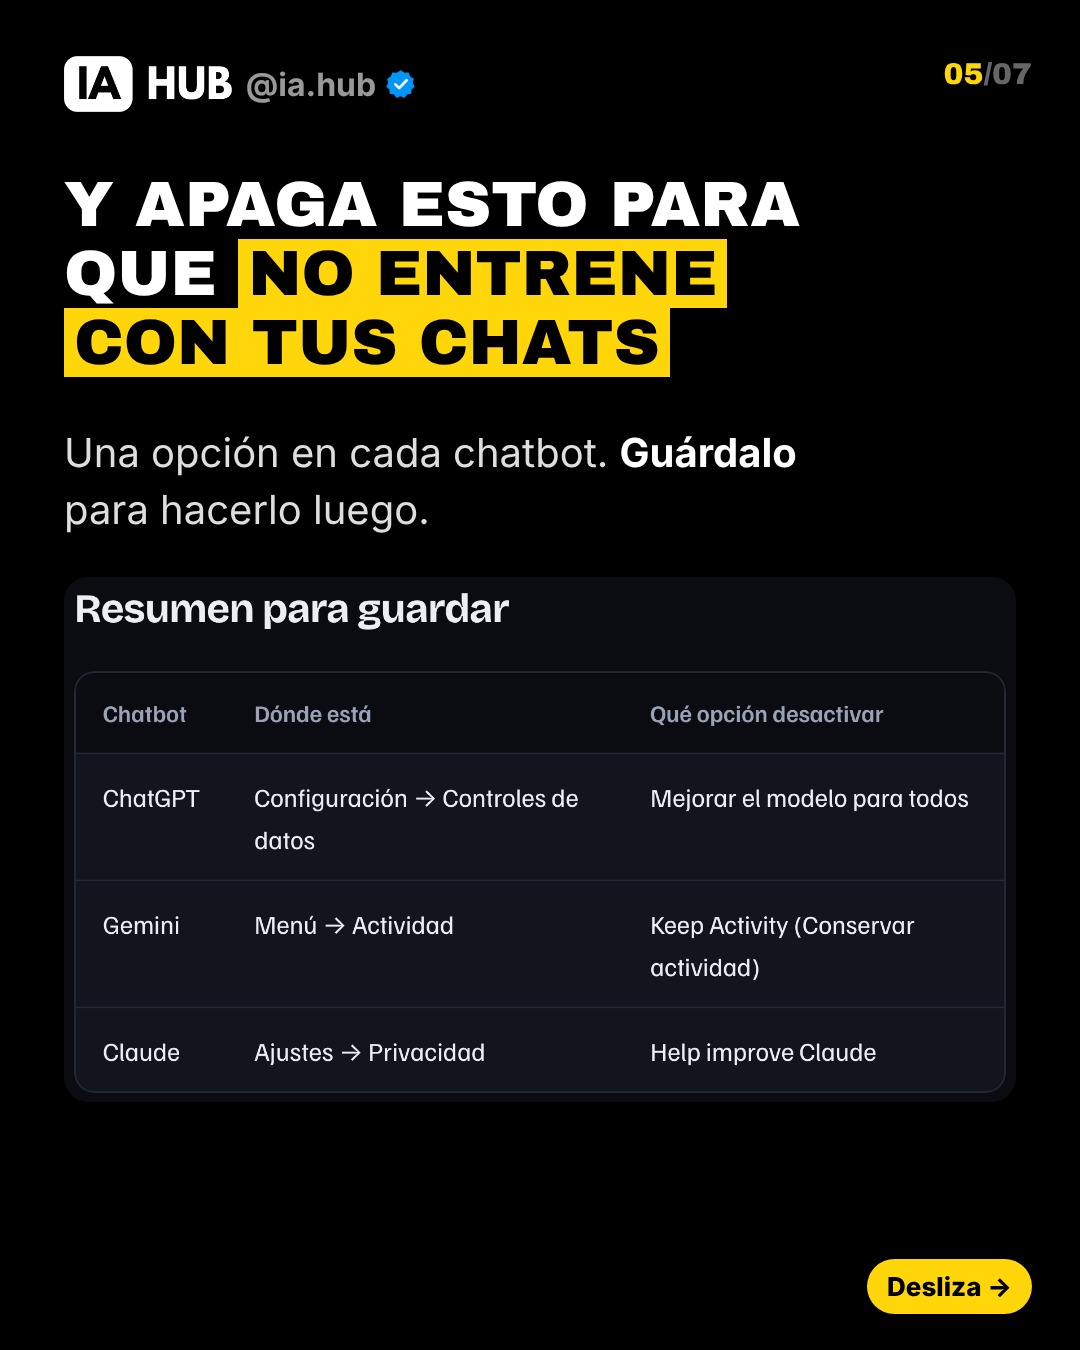 IA HUB @ia.hub
05/07
Y APAGA ESTO PARA
QUE NO ENTRENE
CON TUS CHATS
Una opción en cada chatbot. Guárdalo
para hacerlo luego.
Resumen para guardar
Chatbot Dónde está Qué opción desactivar
ChatGPT Configuración → Controles de Mejorar el modelo para todos
datos
Gemini Menú → Actividad Keep Activity (Conservar
actividad)
Claude Ajustes → Privacidad Help improve Claude
Desliza →